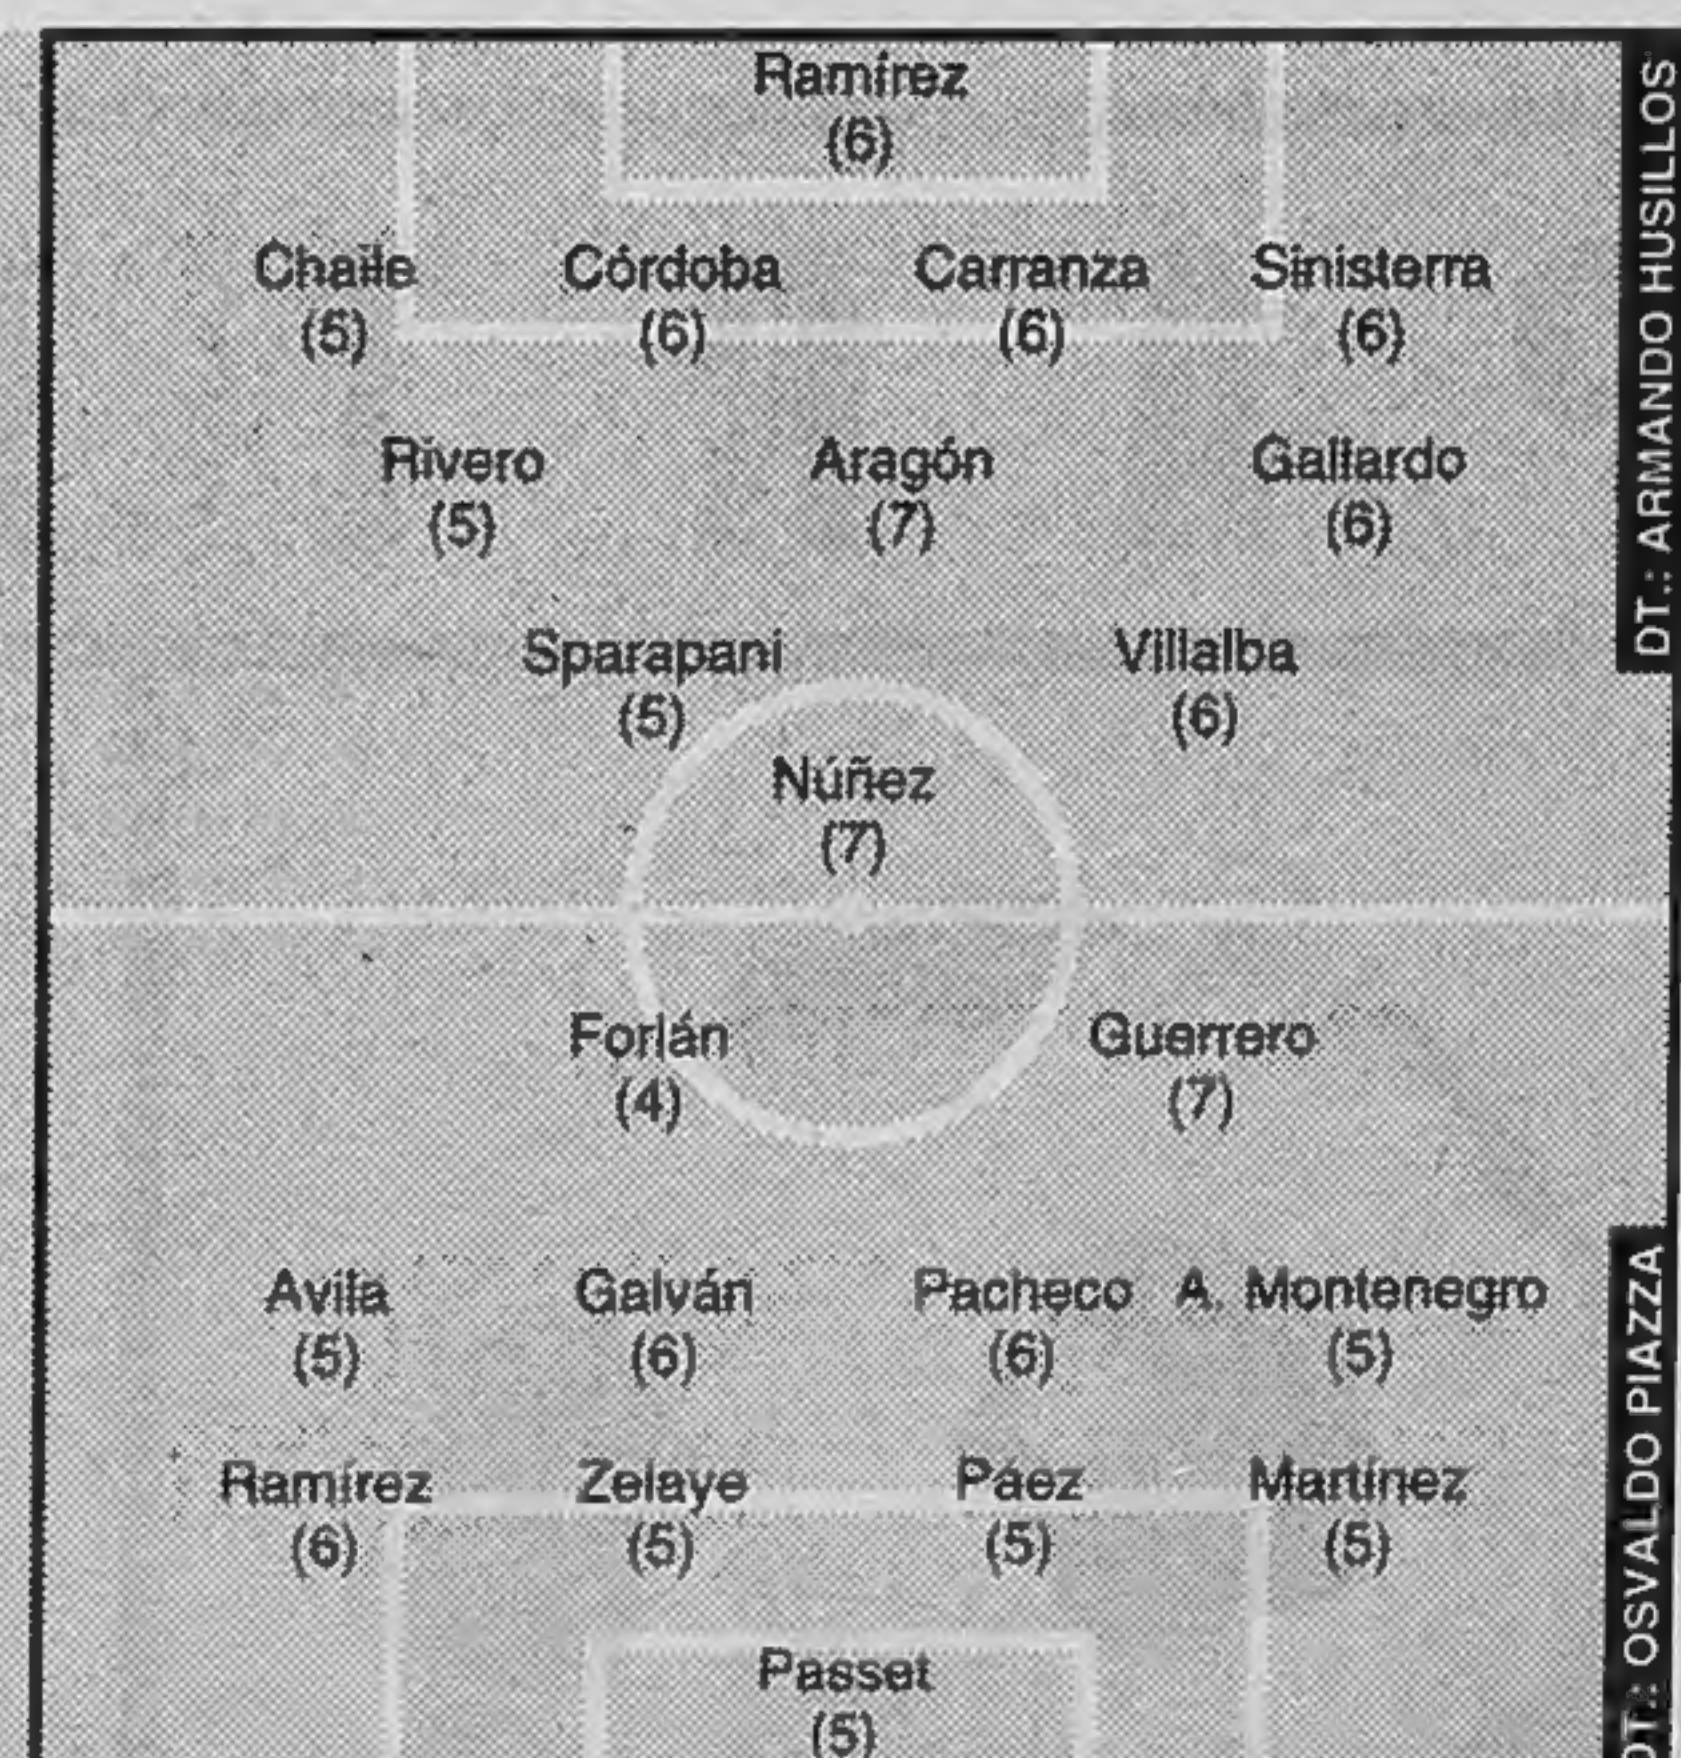 Ramírez
(6)
Chaile Córdoba Carranza Sinisterra
(5) (6) (6) (6)
Rivero Aragón Gallardo
(5) (7) (6)
Sparapani Villalba
(5) (6)
Núñez
(7)
DT.: ARMANDO HUSILLOS
Forlán Guerrero
(4) (7)
Avila Galván Pacheco A. Montenegro
(5) (6) (6) (5)
Ramírez Zelaye Páez Martínez
(6) (5) (5) (5)
Passet
(5)
DT.: OSVALDO PIAZZA